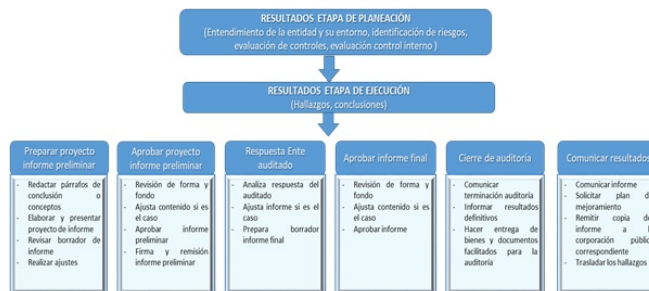 RESULTADOS ETAPA DE PLANEACIÓN
(Entendimiento de la entidad y su entorno, identificación de riesgos,
evaluación de controles, evaluación control interno )
RESULTADOS ETAPA DE EJECUCIÓN
(Hallazgos, conclusiones)
Preparar proyecto
informe preliminar
- Redactar párrafos de
conclusión o
conceptos
- Elaborar y presentar
proyecto de informe
- Revisar borrador de
informe
- Realizar ajustes
Aprobar proyecto
informe preliminar
- Revisión de forma y
fondo
- Ajusta contenido si es
el caso
- Aprobar informe
preliminar
- Firma y remisión
informe preliminar
Respuesta Ente
auditado
- Analiza respuesta del
auditado
- Ajusta informe si es el
caso
- Prepara borrador
informe final
Aprobar informe final
- Revisión de forma y
fondo
- Ajusta contenido si es
el caso
- Aprobar informe
Cierre de auditoría
- Comunicar
terminación auditoría
- Informar resultados
definitivos
- Hacer entrega de
bienes y documentos
facilitados para la
auditoría
Comunicar resultados
- Comunicar informe
- Solicitar plan de
mejoramiento
- Remitir copia de
informe a
corporación públic
correspondiente
- Trasladar los hallazgos